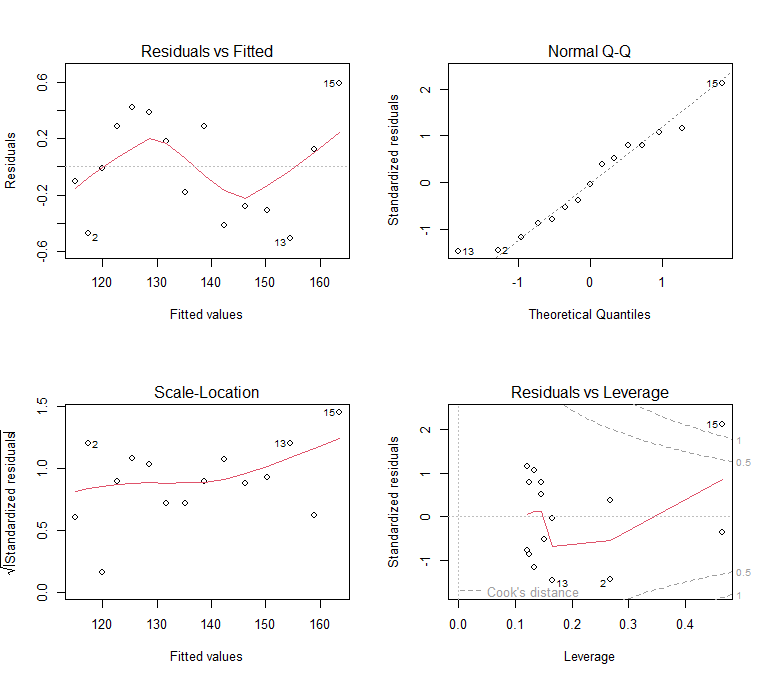 Residuals vs Fitted
Residuals
0.6
0.2
-0.2
-0.6
15
2
13
120 130 140 150 160
Fitted values
Normal Q-Q
Standardized residuals
2
1
0
-1
15
13
2
-1 0 1
Theoretical Quantiles
Scale-Location
√|Standardized residuals|
1.5
1.0
0.5
0.0
15
2
13
120 130 140 150 160
Fitted values
Residuals vs Leverage
Standardized residuals
2
1
0
-1
15
1
0.5
13
2
0.5
1
Cook's distance
0.0 0.1 0.2 0.3 0.4
Leverage